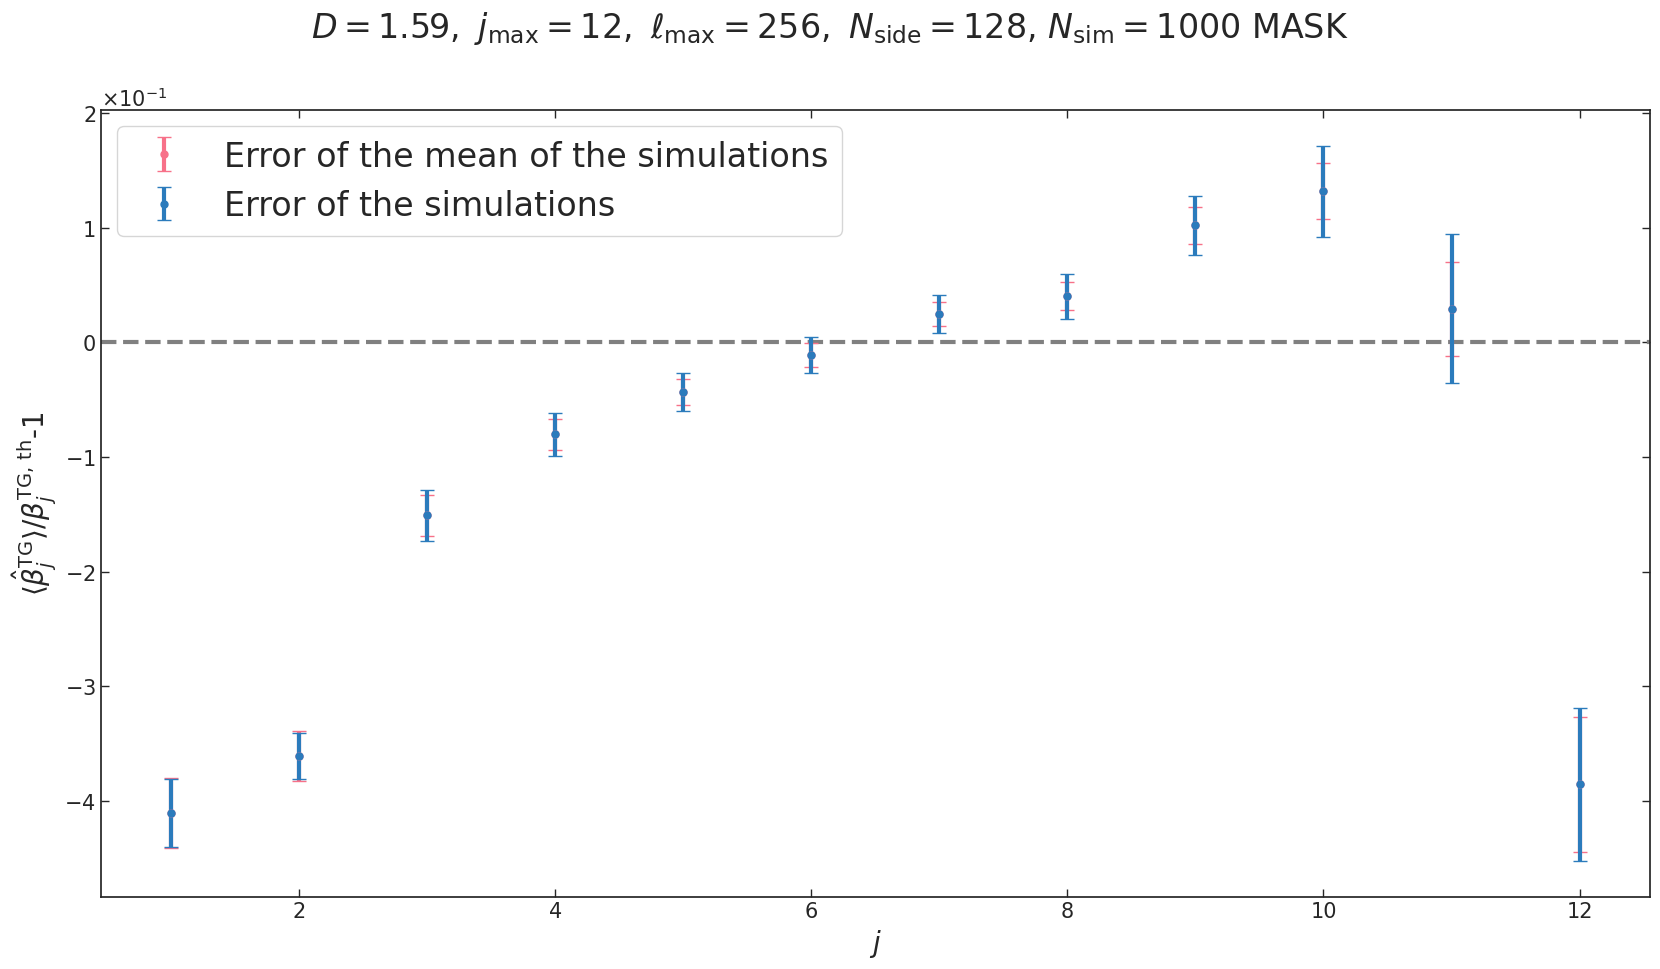 D = 1.59, j_max = 12, ℓ_max = 256, N_side = 128, N_sim = 1000 MASK
×10⁻¹
Error of the mean of the simulations
Error of the simulations
2
1
0
−1
−2
−3
−4
⟨β̂_j^TG⟩/β_j^TG, th-1
2 4 6 8 10 12
j